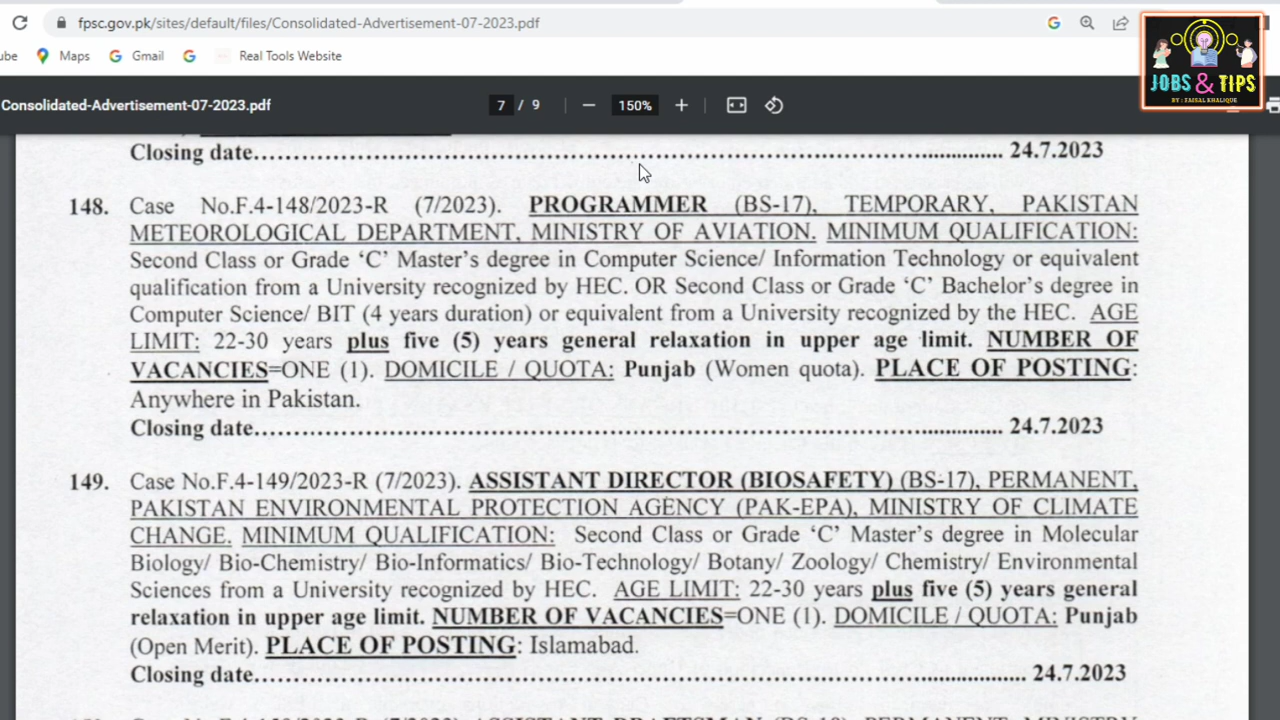 fpsc.gov.pk/sites/default/files/Consolidated-Advertisement-07-2023.pdf
ube Maps Gmail Real Tools Website
JOBS & TIPS
BY : FAISAL KHALIQUE
Consolidated-Advertisement-07-2023.pdf 7 / 9 150%
Closing date............................................................ 24.7.2023
148. Case No.F.4-148/2023-R (7/2023). PROGRAMMER (BS-17), TEMPORARY, PAKISTAN
METEOROLOGICAL DEPARTMENT, MINISTRY OF AVIATION. MINIMUM QUALIFICATION:
Second Class or Grade ‘C’ Master’s degree in Computer Science/ Information Technology or equivalent
qualification from a University recognized by HEC. OR Second Class or Grade ‘C’ Bachelor’s degree in
Computer Science/ BIT (4 years duration) or equivalent from a University recognized by the HEC. AGE
LIMIT: 22-30 years plus five (5) years general relaxation in upper age limit. NUMBER OF
VACANCIES=ONE (1). DOMICILE / QUOTA: Punjab (Women quota). PLACE OF POSTING:
Anywhere in Pakistan.
Closing date............................................................ 24.7.2023
149. Case No.F.4-149/2023-R (7/2023). ASSISTANT DIRECTOR (BIOSAFETY) (BS-17), PERMANENT,
PAKISTAN ENVIRONMENTAL PROTECTION AGENCY (PAK-EPA), MINISTRY OF CLIMATE
CHANGE. MINIMUM QUALIFICATION: Second Class or Grade ‘C’ Master’s degree in Molecular
Biology/ Bio-Chemistry/ Bio-Informatics/ Bio-Technology/ Botany/ Zoology/ Chemistry/ Environmental
Sciences from a University recognized by HEC. AGE LIMIT: 22-30 years plus five (5) years general
relaxation in upper age limit. NUMBER OF VACANCIES=ONE (1). DOMICILE / QUOTA: Punjab
(Open Merit). PLACE OF POSTING: Islamabad.
Closing date............................................................ 24.7.2023